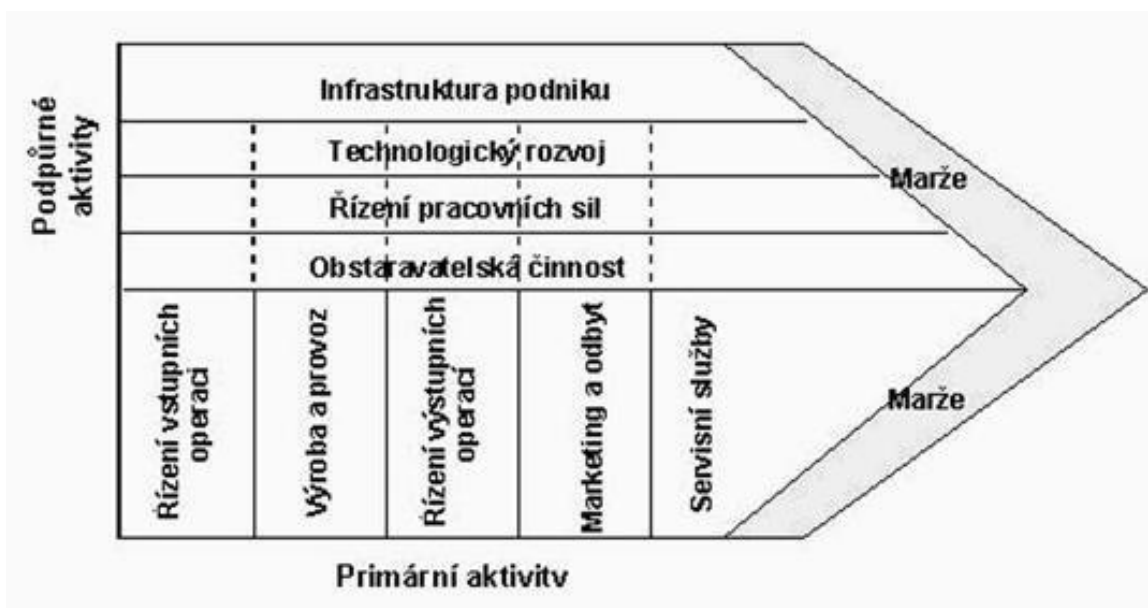 Podpůrné
aktivity
Infrastruktura podniku
Technologický rozvoj
Řízení pracovních sil
Obstaravatelská činnost
Marže
Řízení vstupních
operací
Výroba a provoz
Řízení výstupních
operací
Marketing a odbyt
Servisní služby
Marže
Primární aktivity